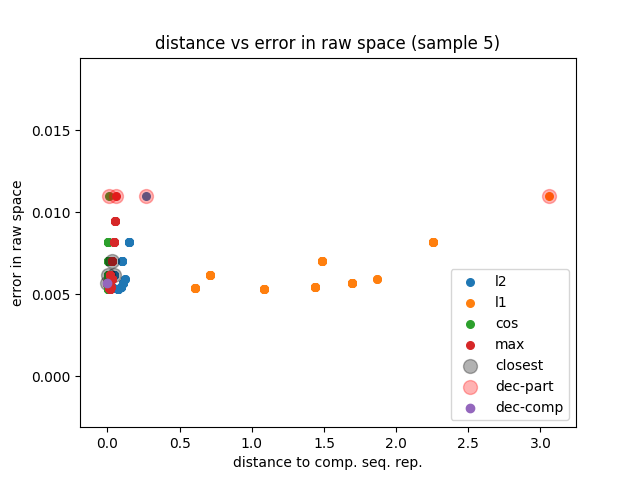 distance vs error in raw space (sample 5)
error in raw space
0.015
0.010
0.005
0.000
l2
l1
cos
max
closest
dec-part
dec-comp
0.0 0.5 1.0 1.5 2.0 2.5 3.0
distance to comp. seq. rep.